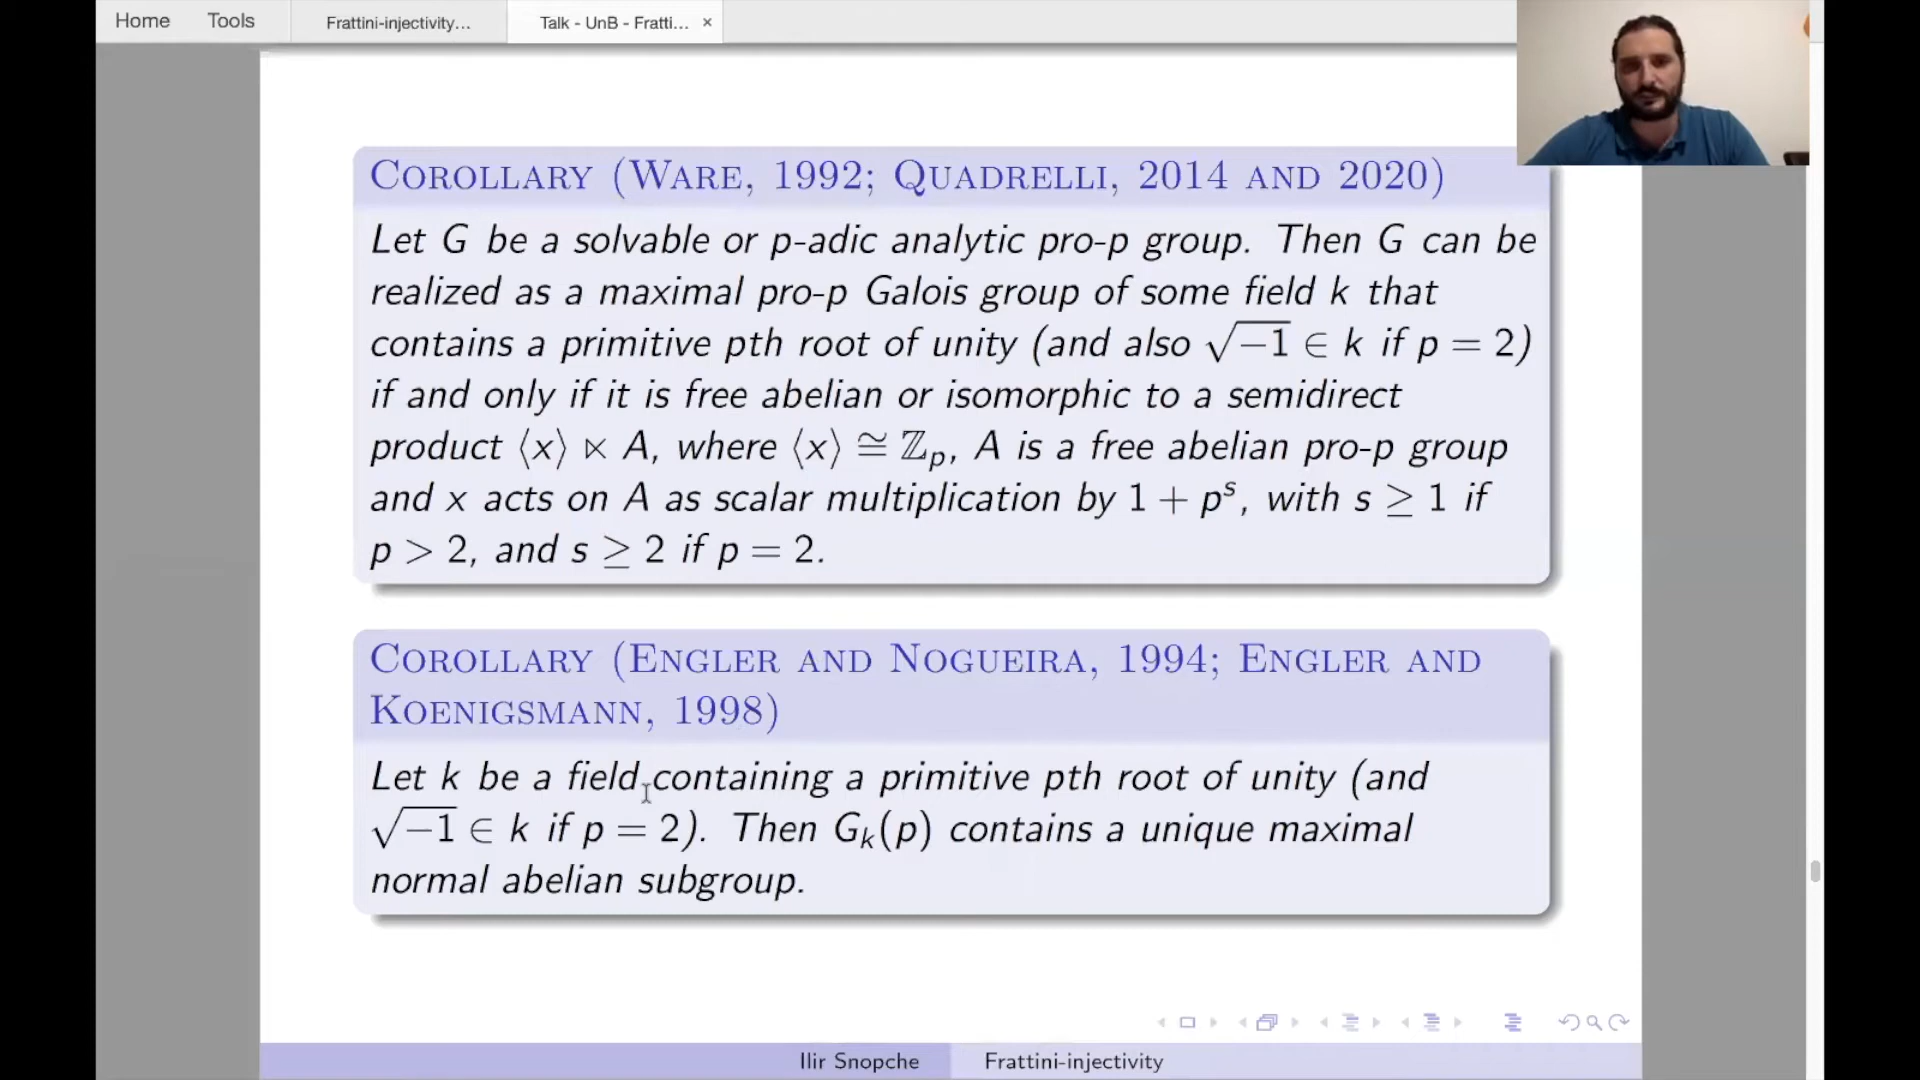 Home Tools Frattini-injectivity... Talk - UnB - Fratti... ×
COROLLARY (WARE, 1992; QUADRELLI, 2014 AND 2020)
Let G be a solvable or p-adic analytic pro-p group. Then G can be
realized as a maximal pro-p Galois group of some field k that
contains a primitive pth root of unity (and also √−1 ∈ k if p = 2)
if and only if it is free abelian or isomorphic to a semidirect
product ⟨x⟩ ⋉ A, where ⟨x⟩ ≅ ℤₚ, A is a free abelian pro-p group
and x acts on A as scalar multiplication by 1 + pˢ, with s ≥ 1 if
p > 2, and s ≥ 2 if p = 2.
COROLLARY (ENGLER AND NOGUEIRA, 1994; ENGLER AND
KOENIGSMANN, 1998)
Let k be a field containing a primitive pth root of unity (and
√−1 ∈ k if p = 2). Then Gₖ(p) contains a unique maximal
normal abelian subgroup.
Ilir Snopche Frattini-injectivity